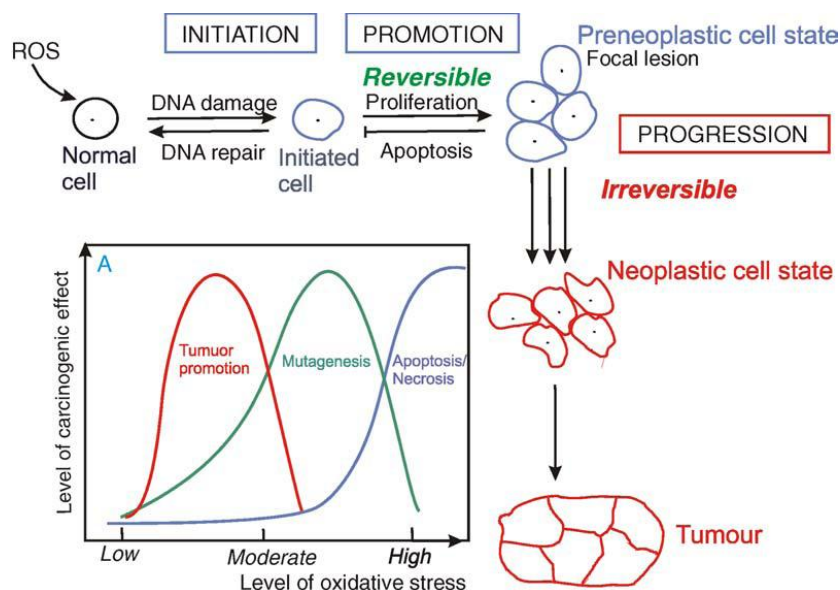 INITIATION
PROMOTION
Preneoplastic cell state
Focal lesion
ROS
Reversible
DNA damage
Proliferation
PROGRESSION
DNA repair
Apoptosis
Normal
cell
Initiated
cell
Irreversible
Neoplastic cell state
Tumour
A
Level of carcinogenic effect
Tumuor
promotion
Mutagenesis
Apoptosis/
Necrosis
Low
Moderate
High
Level of oxidative stress